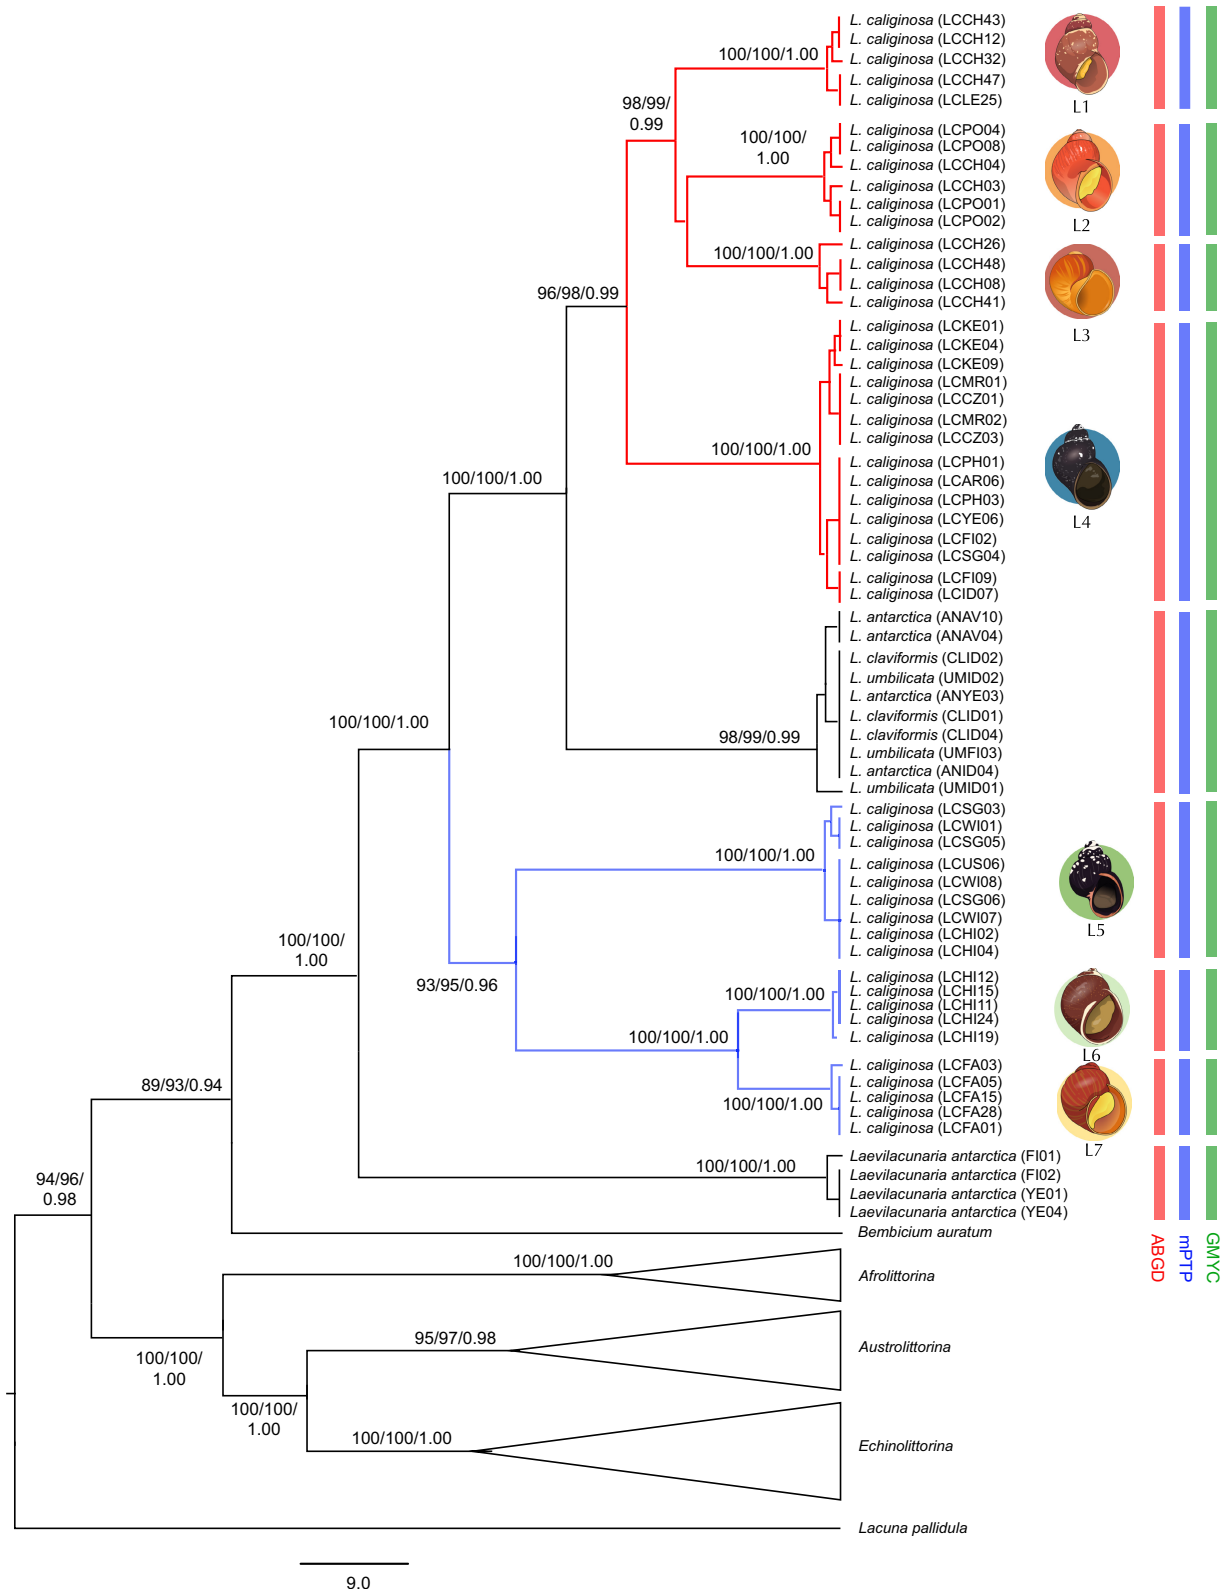 L. caliginosa (LCCH43)
L. caliginosa (LCCH12)
L. caliginosa (LCCH32)
L. caliginosa (LCCH47)
L. caliginosa (LCLE25)
100/100/1.00
L1
98/99/
0.99
L. caliginosa (LCPO04)
L. caliginosa (LCPO08)
L. caliginosa (LCCH04)
L. caliginosa (LCCH03)
L. caliginosa (LCPO01)
L. caliginosa (LCPO02)
100/100/
1.00
L2
L. caliginosa (LCCH26)
L. caliginosa (LCCH48)
L. caliginosa (LCCH08)
L. caliginosa (LCCH41)
100/100/1.00
L3
96/98/0.99
L. caliginosa (LCKE01)
L. caliginosa (LCKE04)
L. caliginosa (LCKE09)
L. caliginosa (LCMR01)
L. caliginosa (LCCZ01)
L. caliginosa (LCMR02)
L. caliginosa (LCCZ03)
L. caliginosa (LCPH01)
L. caliginosa (LCAR06)
L. caliginosa (LCPH03)
L. caliginosa (LCYE06)
L. caliginosa (LCFI02)
L. caliginosa (LCSG04)
L. caliginosa (LCFI09)
L. caliginosa (LCID07)
100/100/1.00
L4
100/100/1.00
L. antarctica (ANAV10)
L. antarctica (ANAV04)
L. claviformis (CLID02)
L. umbilicata (UMID02)
L. antarctica (ANYE03)
L. claviformis (CLID01)
L. claviformis (CLID04)
L. umbilicata (UMFI03)
L. antarctica (ANID04)
L. umbilicata (UMID01)
98/99/0.99
100/100/1.00
L. caliginosa (LCSG03)
L. caliginosa (LCWI01)
L. caliginosa (LCSG05)
L. caliginosa (LCUS06)
L. caliginosa (LCWI08)
L. caliginosa (LCSG06)
L. caliginosa (LCWI07)
L. caliginosa (LCHI02)
L. caliginosa (LCHI04)
100/100/1.00
L5
100/100/
1.00
93/95/0.96
L. caliginosa (LCHI12)
L. caliginosa (LCHI15)
L. caliginosa (LCHI11)
L. caliginosa (LCHI24)
L. caliginosa (LCHI19)
100/100/1.00
100/100/1.00
L6
L. caliginosa (LCFA03)
L. caliginosa (LCFA05)
L. caliginosa (LCFA15)
L. caliginosa (LCFA28)
L. caliginosa (LCFA01)
100/100/1.00
L7
89/93/0.94
Laevilacunaria antarctica (FI01)
Laevilacunaria antarctica (FI02)
Laevilacunaria antarctica (YE01)
Laevilacunaria antarctica (YE04)
100/100/1.00
94/96/
0.98
Bembicium auratum
ABGD
mPTP
GMYC
100/100/1.00
Afrolittorina
95/97/0.98
Austrolittorina
100/100/
1.00
100/100/
1.00
100/100/1.00
Echinolittorina
Lacuna pallidula
9.0